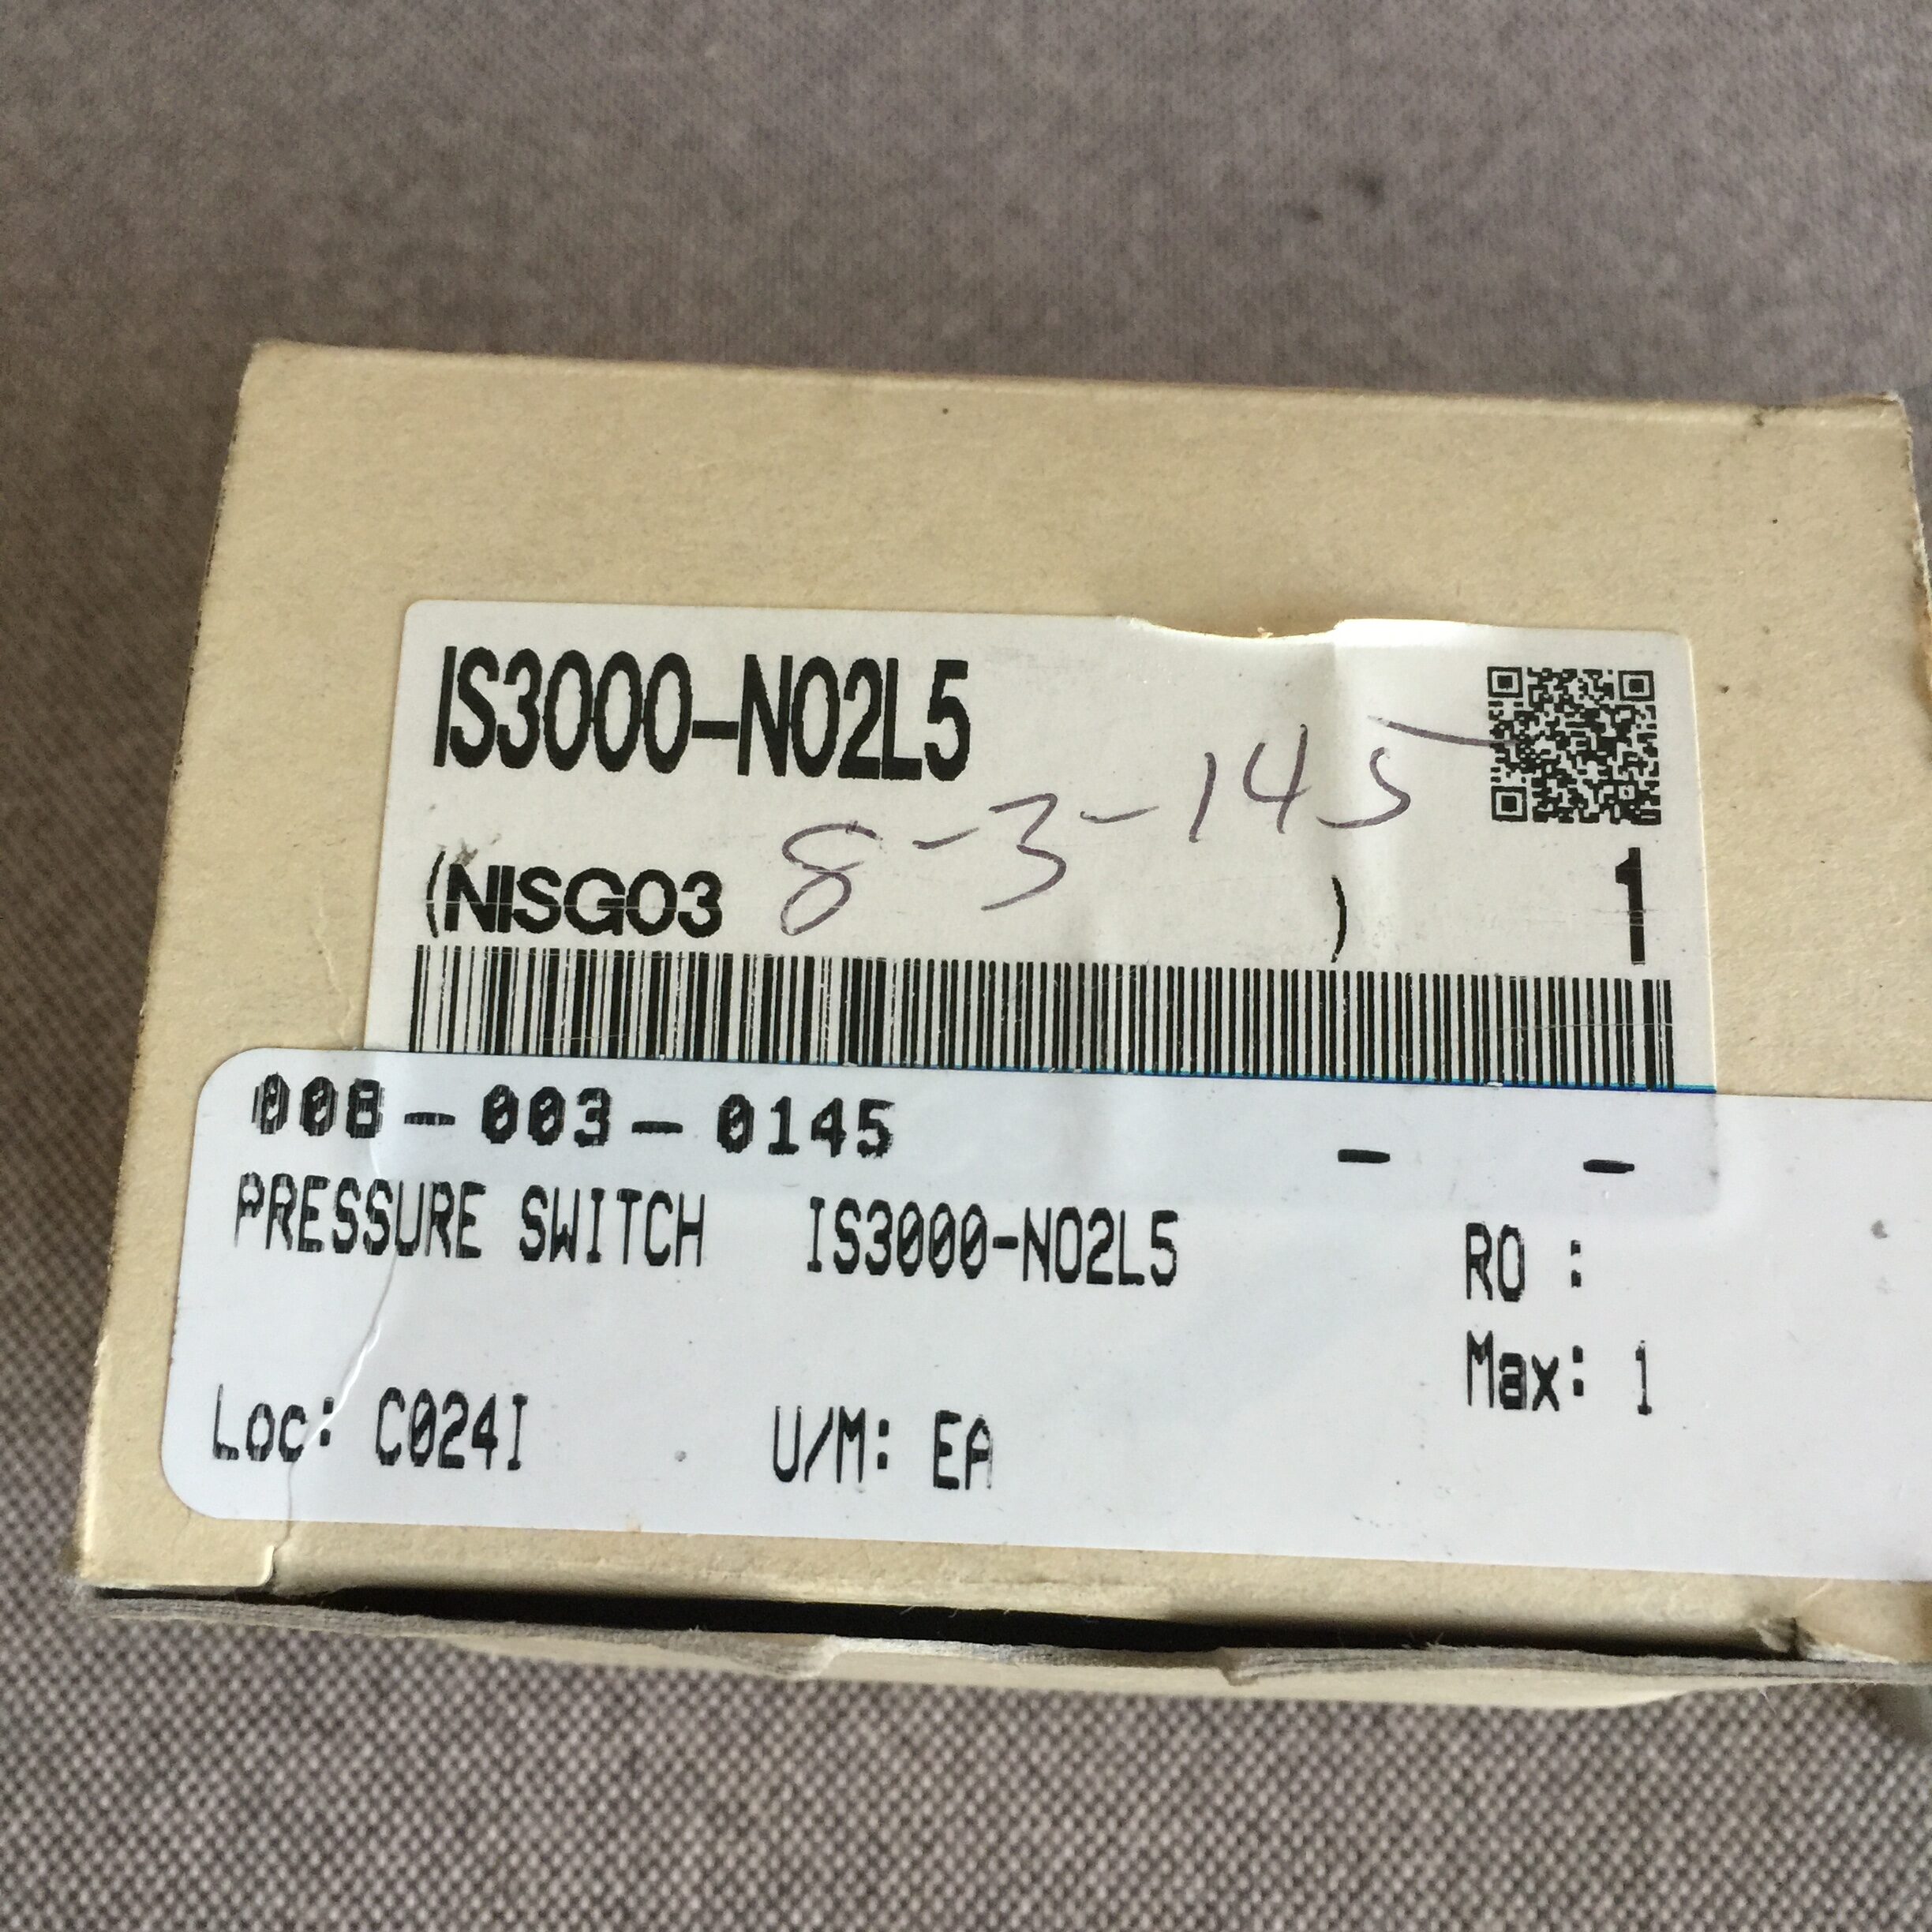 IS3000-N02L5
8-3-145
(NISG03 ) 1
008-003-0145 - -
PRESSURE SWITCH IS3000-N02L5 RO :
Max: 1
Loc: C024I U/M: EA